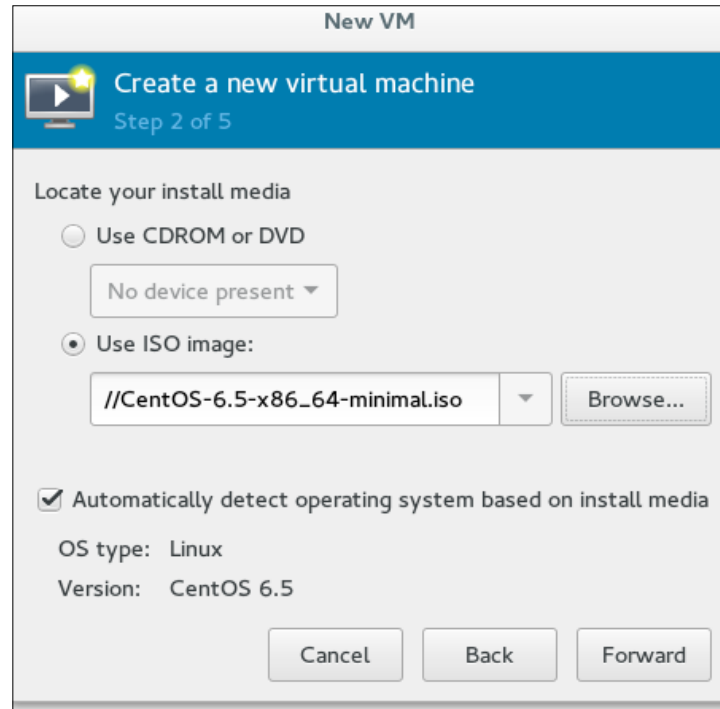 New VM
Create a new virtual machine
Step 2 of 5
Locate your install media
Use CDROM or DVD
No device present
Use ISO image:
//CentOS-6.5-x86_64-minimal.iso
Browse...
Automatically detect operating system based on install media
OS type: Linux
Version: CentOS 6.5
Cancel Back Forward